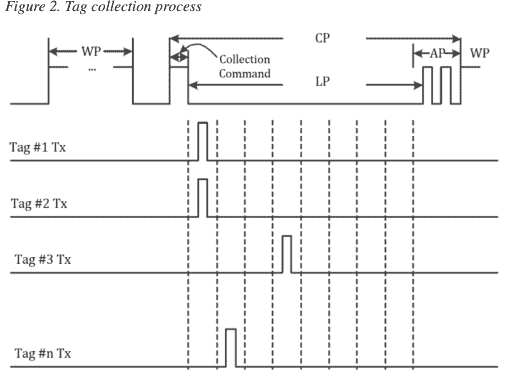 Figure 2. Tag collection process
CP
WP
...
Collection
Command
AP
WP
LP
Tag #1 Tx
Tag #2 Tx
Tag #3 Tx
Tag #n Tx